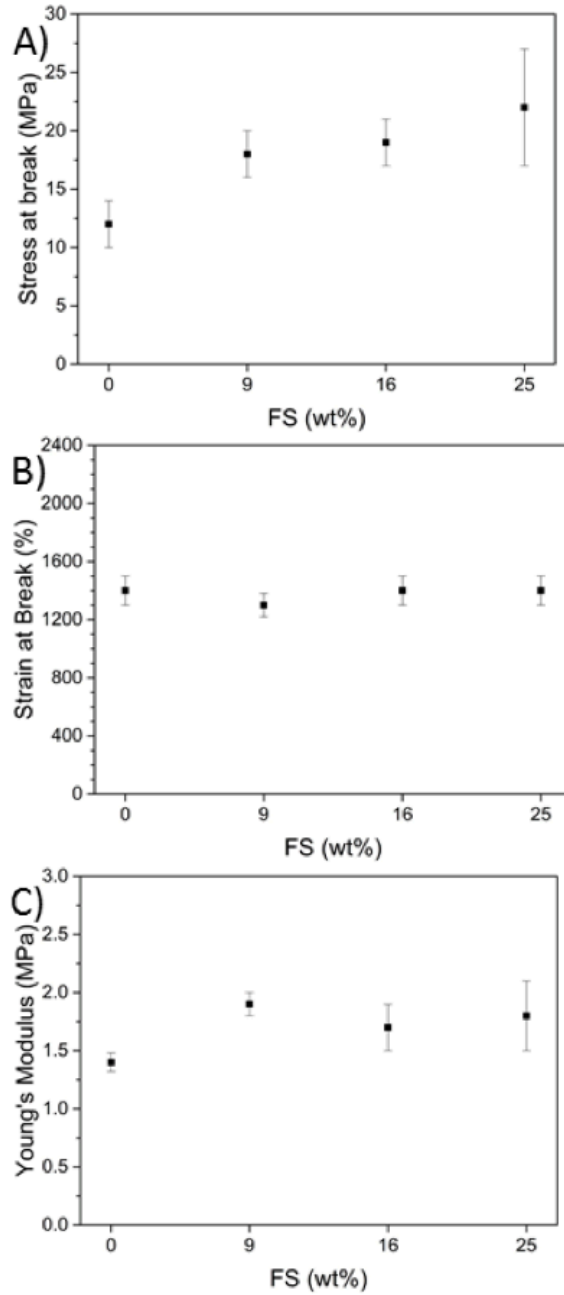 A)
Stress at break (MPa)
30
25
20
15
10
5
0
0 9 16 25
FS (wt%)
B)
Strain at Break (%)
2400
2000
1600
1200
800
400
0
0 9 16 25
FS (wt%)
C)
Young's Modulus (MPa)
3.0
2.5
2.0
1.5
1.0
0.5
0.0
0 9 16 25
FS (wt%)